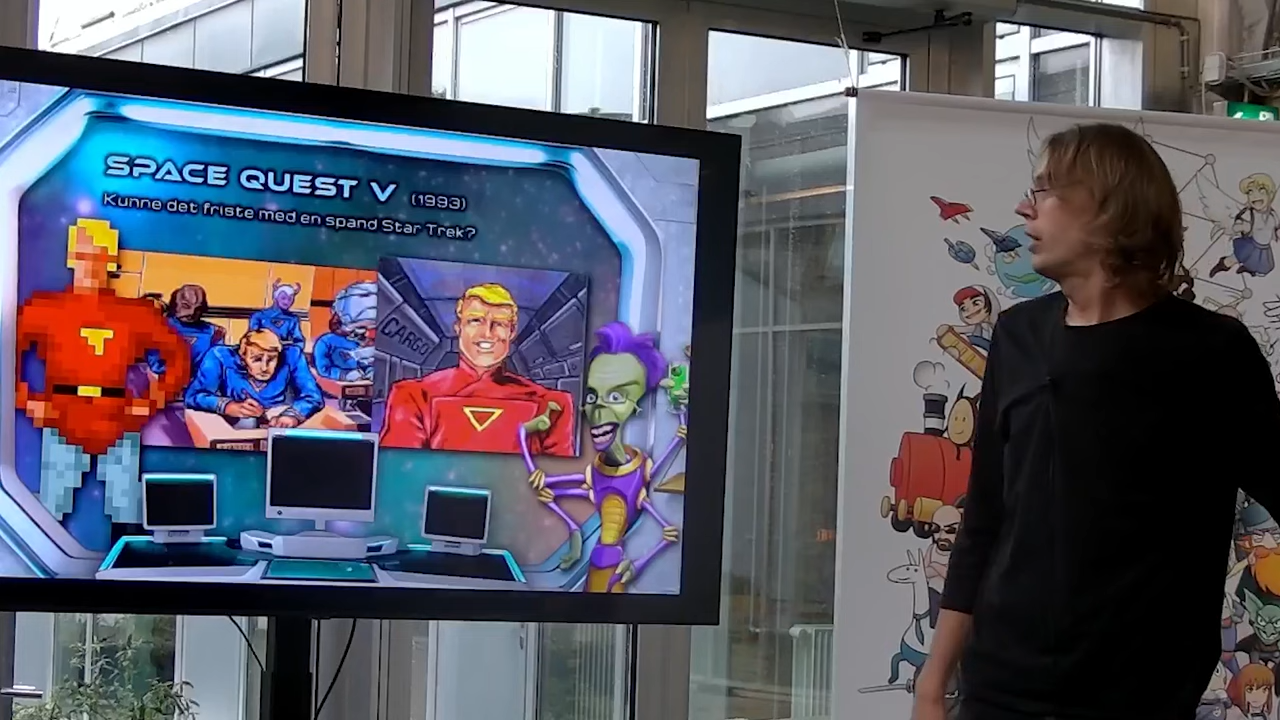 SPACE QUEST V (1993)
Kunne det friste med en spand Star Trek?
T
CARGO